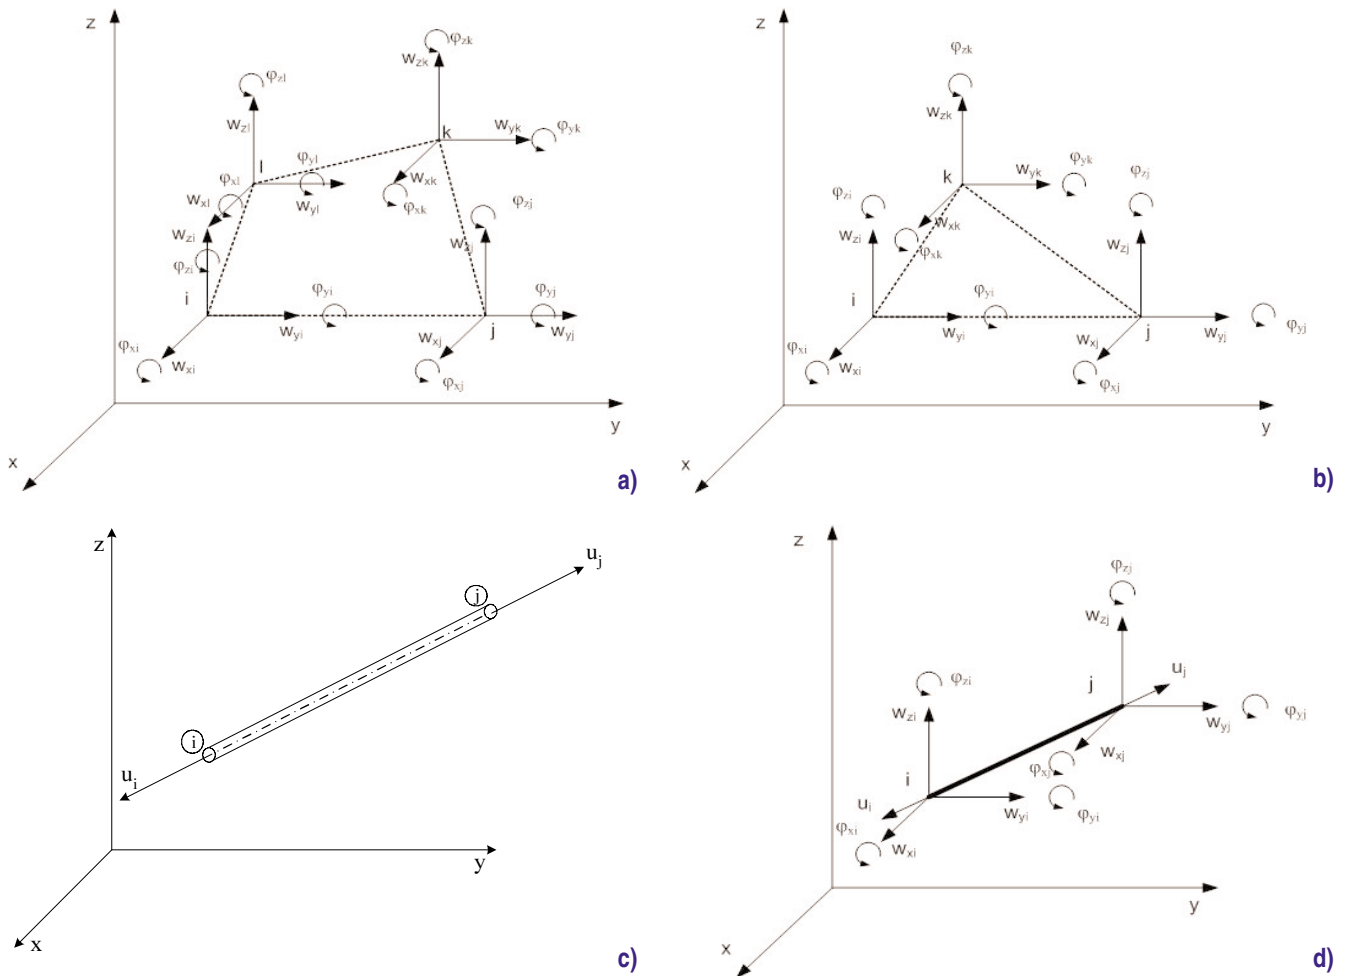 z
φzk
wzk
φzl
wzl
k
wyk
φyk
l
φyl
φxl
wxk
wxl
wyl
φxk
φzj
wzi
wzj
φzi
i
φyi
φyj
wyi
wxj
j
wyj
φxi
wxi
φxj
y
x
a)
z
φzk
wzk
φyk
k
wyk
φzj
φzi
wxk
wzi
φxk
wzj
i
φyi
φxi
wyi
wxj
j
wyj
φyj
wxi
φxj
y
x
b)
z
uj
j
i
ui
y
x
c)
z
φzj
wzj
φzi
j
uj
wzi
wyj
φyj
wxj
φxj
i
ui
wyi
φyi
φxi
wxi
y
x
d)